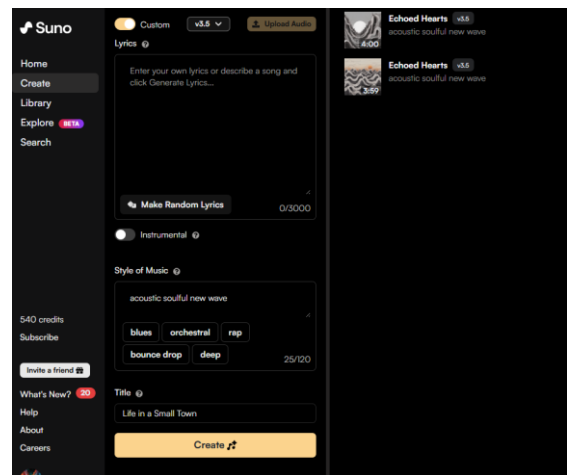 Suno
Home
Create
Library
Explore BETA
Search
540 credits
Subscribe
Invite a friend
What's New? 20
Help
About
Careers
Custom
v3.5
Upload Audio
Lyrics
Enter your own lyrics or describe a song and
click Generate Lyrics...
Make Random Lyrics
0/3000
Instrumental
Style of Music
acoustic soulful new wave
blues orchestral rap
bounce drop deep
25/120
Title
Life in a Small Town
Create
Echoed Hearts v3.5
acoustic soulful new wave
4:00
Echoed Hearts v3.5
acoustic soulful new wave
3:59